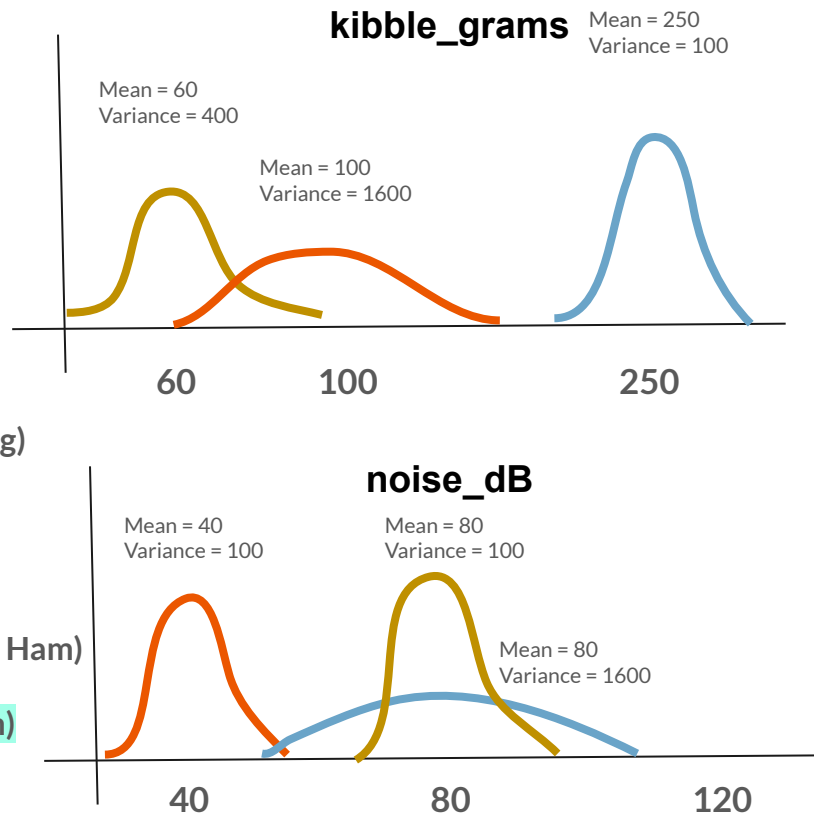 kibble_grams
Mean = 250
Variance = 100
Mean = 60
Variance = 400
Mean = 100
Variance = 1600
60 100 250
g)
noise_dB
Mean = 40
Variance = 100
Mean = 80
Variance = 100
Ham)
Mean = 80
Variance = 1600
)
40 80 120